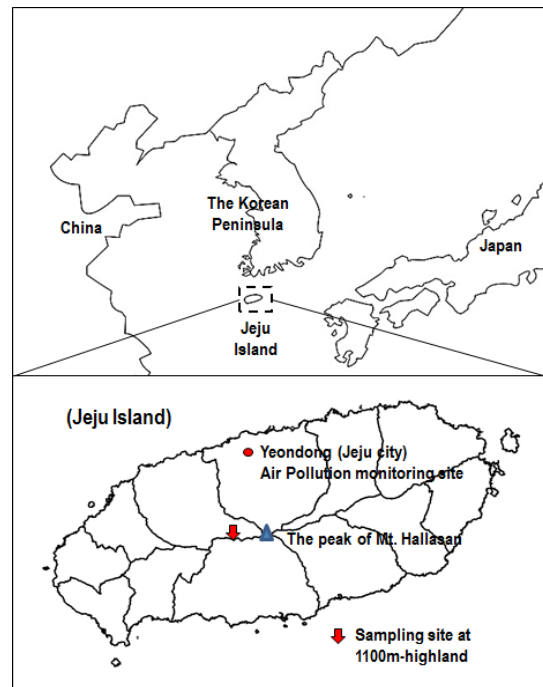 China
The Korean
Peninsula
Japan
Jeju
Island
(Jeju Island)
Yeondong (Jeju city)
Air Pollution monitoring site
The peak of Mt. Hallasan
Sampling site at
1100m-highland